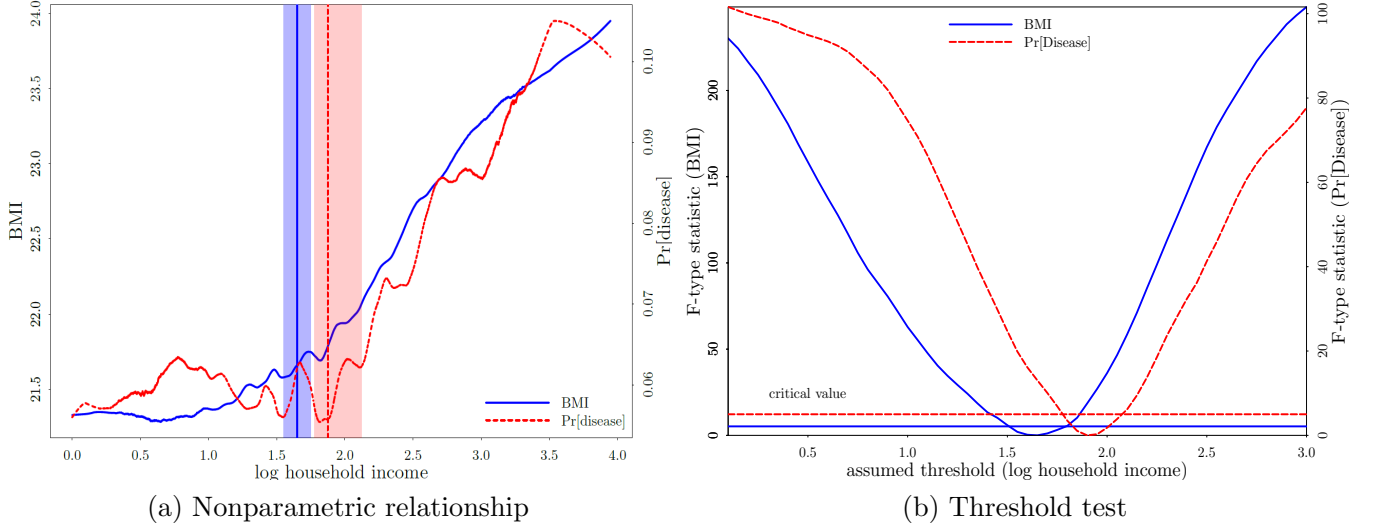 24.0
23.5
23.0
22.5
22.0
21.5
BMI
0.10
0.09
0.08
0.07
0.06
Pr[disease]
BMI
Pr[disease]
0.0 0.5 1.0 1.5 2.0 2.5 3.0 3.5 4.0
log household income
(a) Nonparametric relationship
200
150
100
50
0
F-type statistic (BMI)
BMI
Pr[Disease]
100
80
60
40
20
0
F-type statistic (Pr[Disease])
critical value
0.5 1.0 1.5 2.0 2.5 3.0
assumed threshold (log household income)
(b) Threshold test